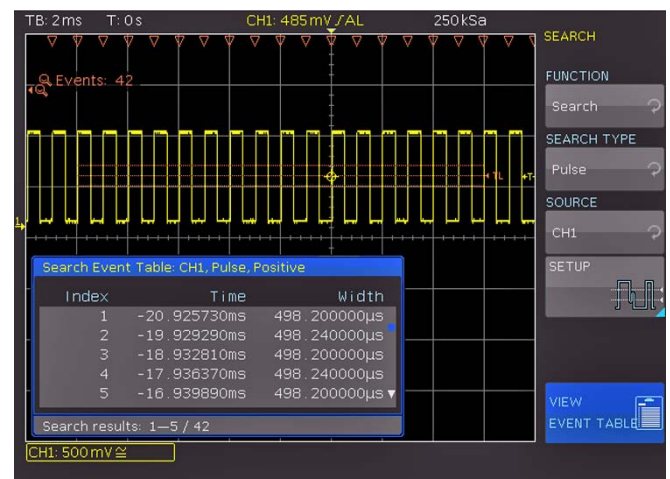 TB: 2ms T: 0s CH1: 485mV / AL 250kSa
SEARCH
Events: 42
FUNCTION
Search
SEARCH TYPE
Pulse
TL
T
SOURCE
CH1
1
SETUP
Search Event Table: CH1, Pulse, Positive
Index Time Width
1 -20.925730ms 498.200000µs
2 -19.929290ms 498.240000µs
3 -18.932810ms 498.200000µs
4 -17.936370ms 498.240000µs
5 -16.939890ms 498.200000µs
Search results: 1—5 / 42
VIEW
EVENT TABLE
CH1: 500mV≅